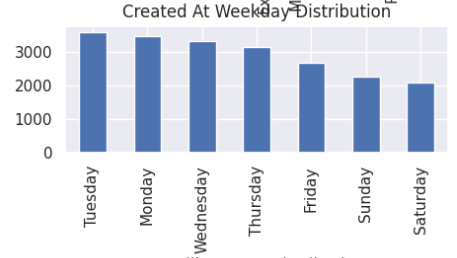 Created At Weekday Distribution
3000
2000
1000
0
Tuesday
Monday
Wednesday
Thursday
Friday
Sunday
Saturday